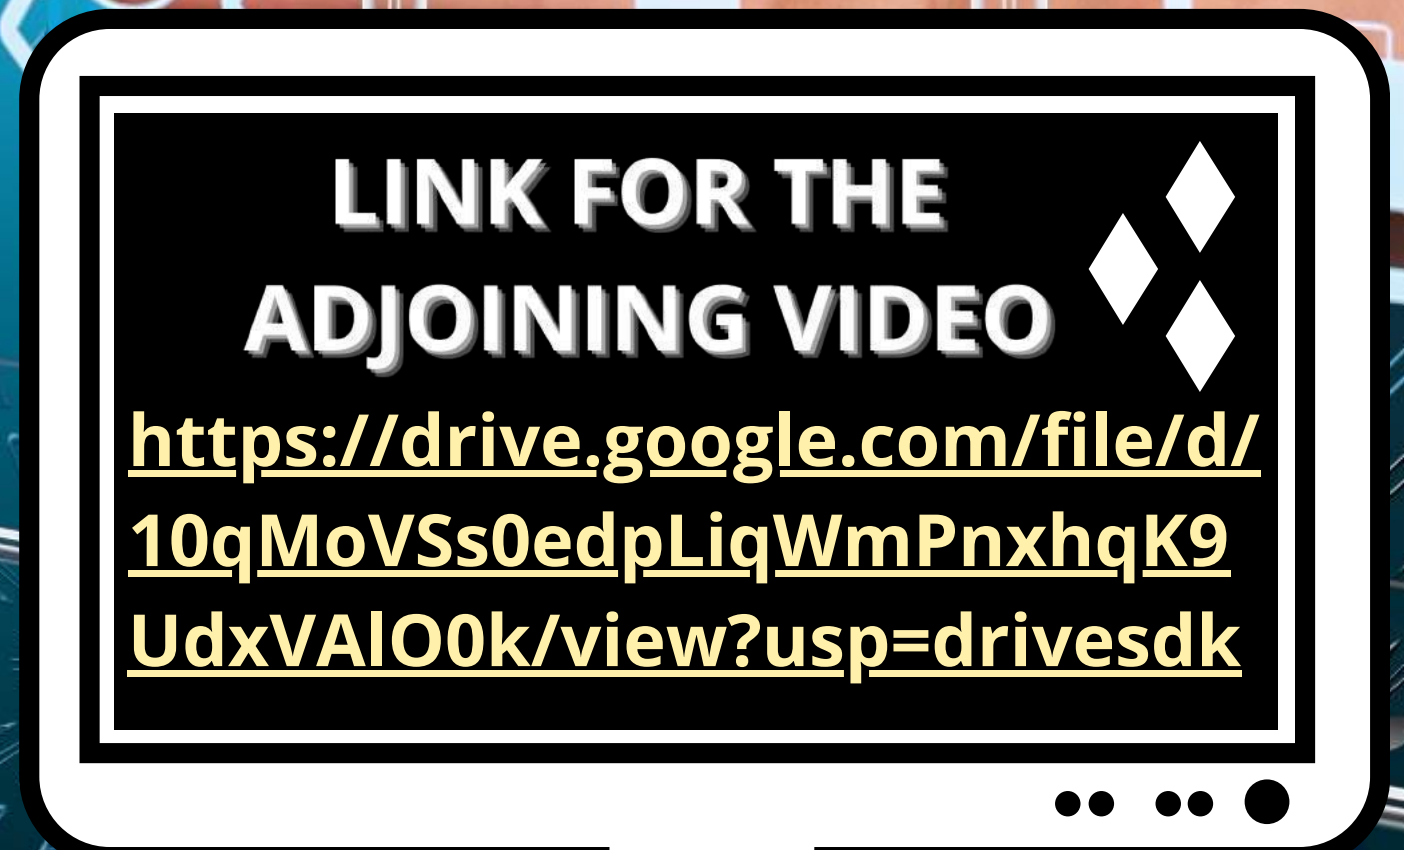 LINK FOR THE
ADJOINING VIDEO
https://drive.google.com/file/d/
10qMoVSs0edpLiqWmPnxhqK9
UdxVAlO0k/view?usp=drivesdk